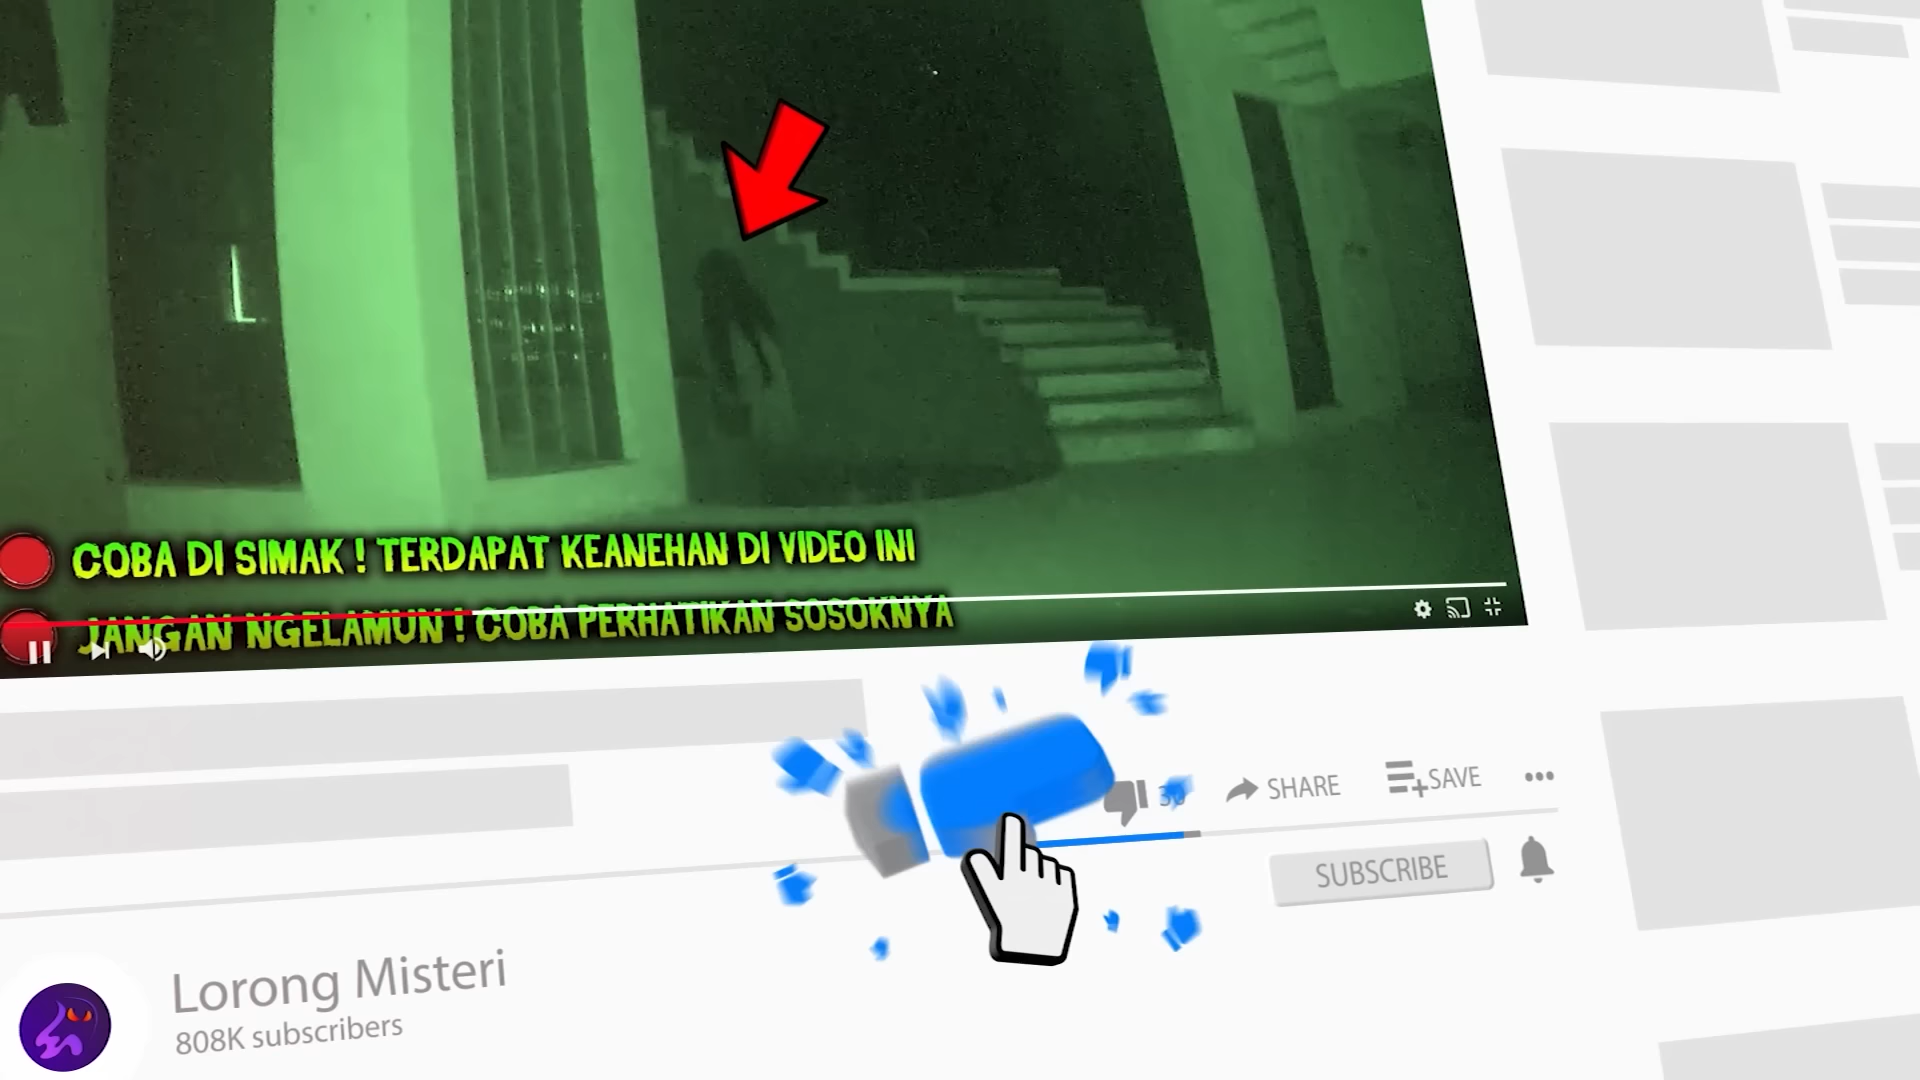 COBA DI SIMAK ! TERDAPAT KEANEHAN DI VIDEO INI
JANGAN NGELAMUN ! COBA PERHATIKAN SOSOKNYA
SHARE
SAVE
SUBSCRIBE
Lorong Misteri
808K subscribers